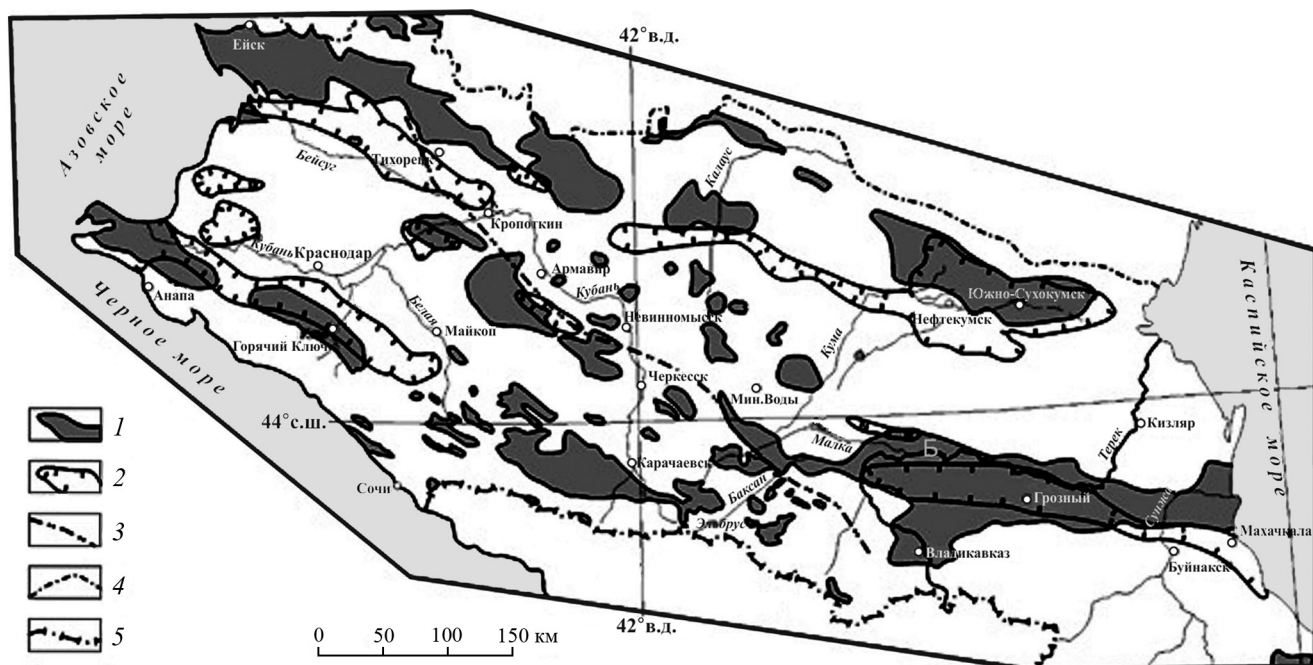 42°в.д.
Ейск
Азовское
море
Бейсуг
Тихорецк
Калаус
Кропоткин
Кубань
Краснодар
Армавир
Кубань
Анапа
Белая
Майкоп
Невинномысск
Горячий Ключ
Южно-Сухокумск
Нефтекумск
Каспийское
море
Черное море
Кума
Черкесск
Мин.Воды
44°с.ш.
Малка
Терек
Кизляр
Б
Карачаевск
Сочи
Баксан
Эльбрус
Грозный
Сунжа
Махачкала
Владикавказ
Буйнакск
1
2
3
4
5
0 50 100 150 км
42°в.д.